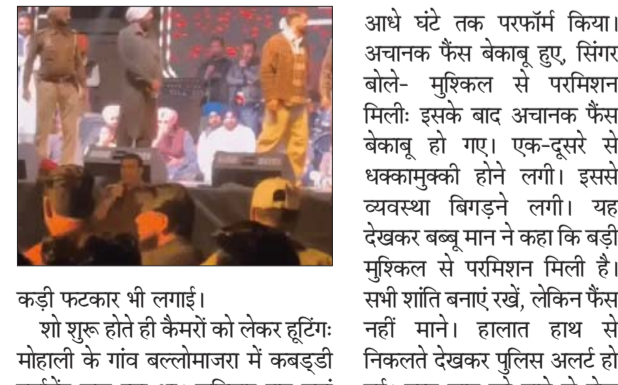 कड़ी फटकार भी लगाई।
शो शुरू होते ही कैमरों को लेकर हूटिंगः
मोहाली के गांव बल्लोमाजरा में कबड्डी
आधे घंटे तक परफॉर्म किया।
अचानक फैंस बेकाबू हुए, सिंगर
बोले- मुश्किल से परमिशन
मिलीः इसके बाद अचानक फैंस
बेकाबू हो गए। एक-दूसरे से
धक्कामुक्की होने लगी। इससे
व्यवस्था बिगड़ने लगी। यह
देखकर बब्बू मान ने कहा कि बड़ी
मुश्किल से परमिशन मिली है।
सभी शांति बनाएं रखें, लेकिन फैंस
नहीं माने। हालात हाथ से
निकलते देखकर पुलिस अलर्ट हो